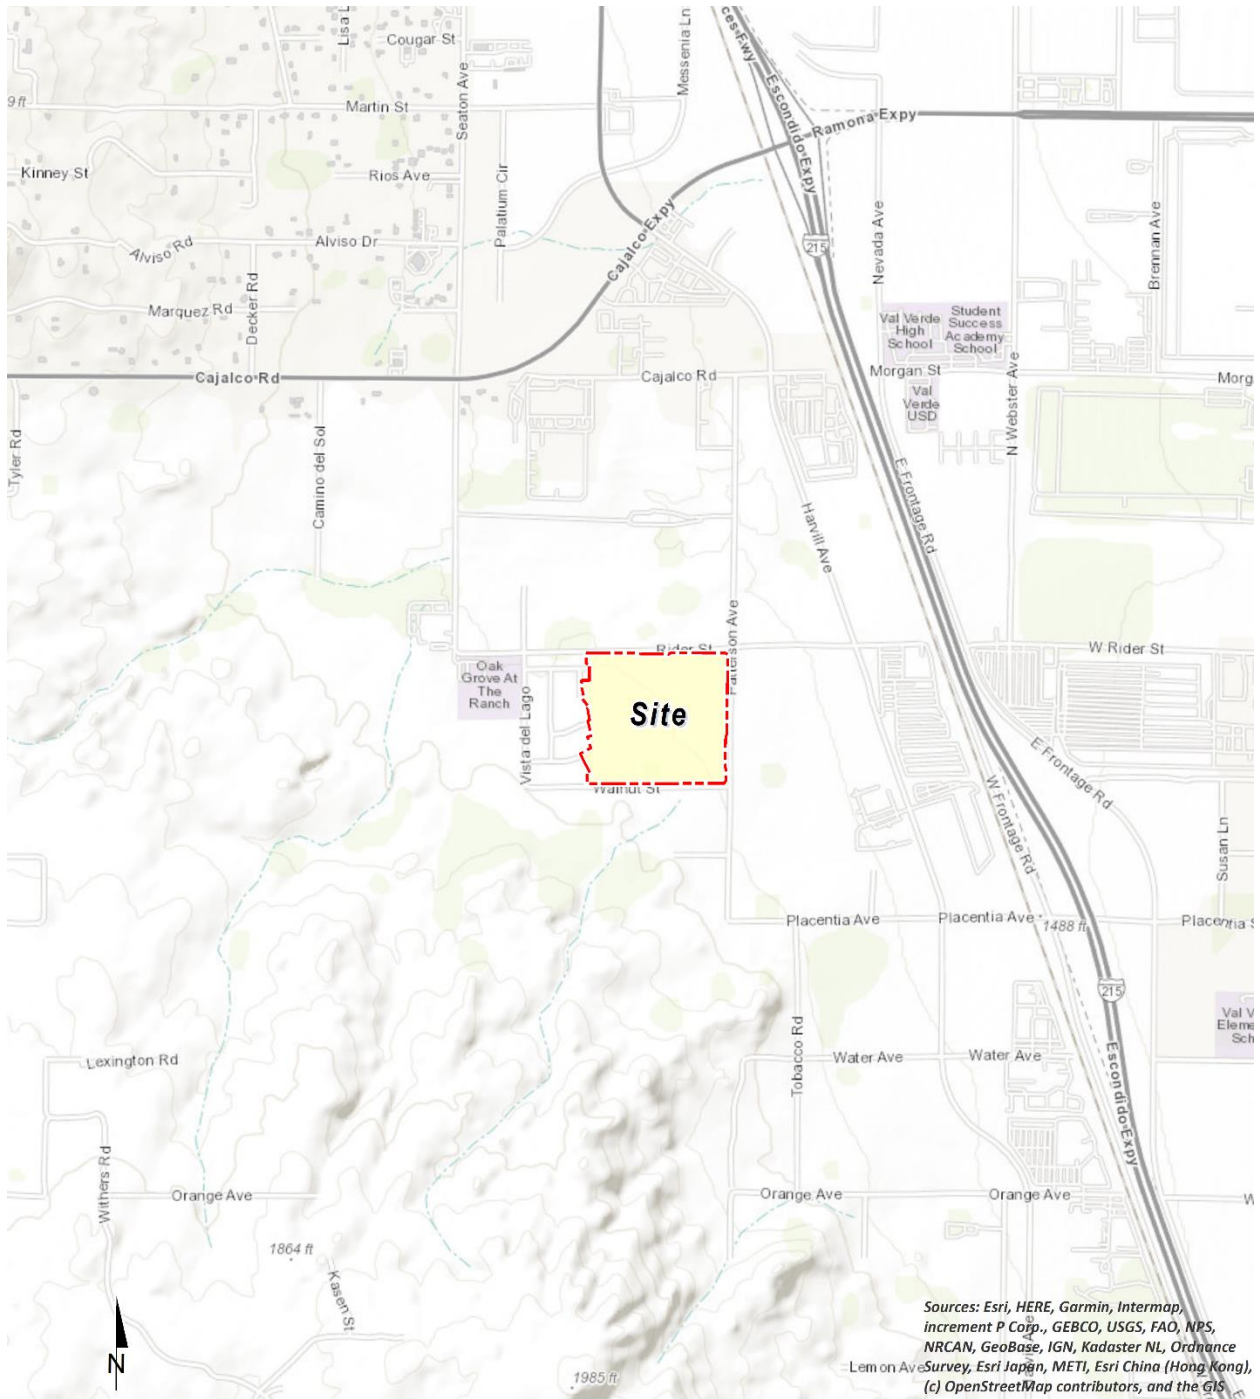 Lisa L
Cougar St
Messenia Ln
ces Fwy
Escondido Expy
Seaton Ave
9 ft
Martin St
Ramona Expy
Kinney St
Rios Ave
Palatium Cir
Cajalco Expy
Nevada Ave
Brennan Ave
Alviso Rd
Alviso Dr
215
Decker Rd
Marquez Rd
Val Verde
High
School
Student
Success
Academy
School
Cajalco Rd
Cajalco Rd
Morgan St
Morg
Val
Verde
USD
N Webster Ave
Tyler Rd
Camino del Sol
Harvill Ave
E Frontage Rd
Rider St
Patterson Ave
W Rider St
Oak
Grove At
The
Ranch
Vista del Lago
Site
Walnut St
E Frontage Rd
W Frontage Rd
Susan Ln
Placentia Ave
Placentia Ave
1488 ft
Placentia S
215
Val V
Eleme
Sch
Lexington Rd
Tobacco Rd
Water Ave
Water Ave
Escondido Expy
Withers Rd
Orange Ave
Orange Ave
Orange Ave
W
1864 ft
Kasen St
N
1985 ft
Lemon Ave
Sources: Esri, HERE, Garmin, Intermap,
increment P Corp., GEBCO, USGS, FAO, NPS,
NRCAN, GeoBase, IGN, Kadaster NL, Ordnance
Survey, Esri Japan, METI, Esri China (Hong Kong),
(c) OpenStreetMap contributors, and the GIS